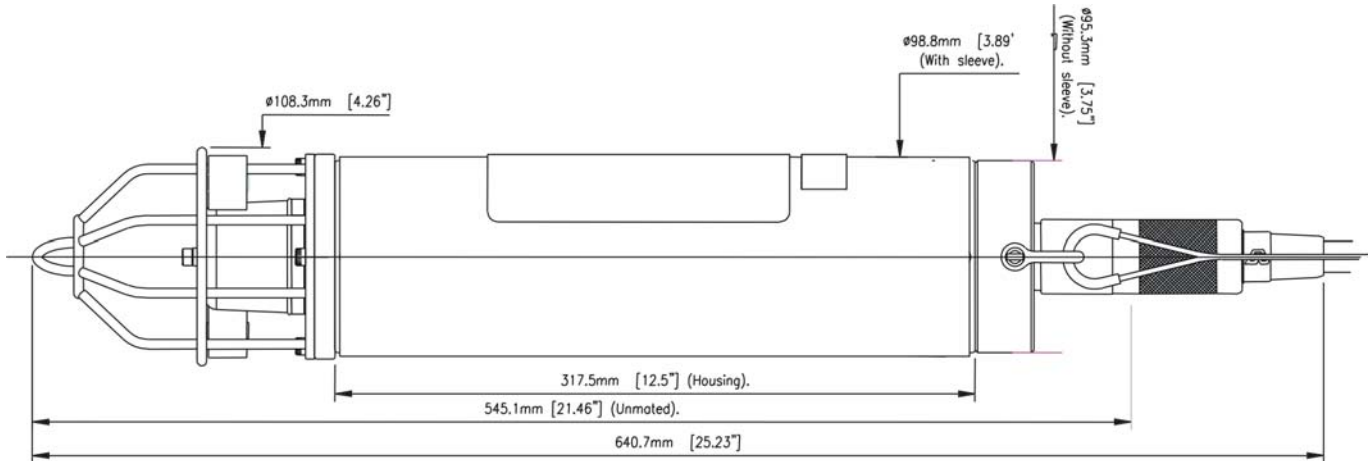 ø98.8mm [3.89'
(With sleeve).
ø95.3mm [3.75"]
(Without sleeve).
ø108.3mm [4.26"]
317.5mm [12.5"] (Housing).
545.1mm [21.46"] (Unmated).
640.7mm [25.23"]